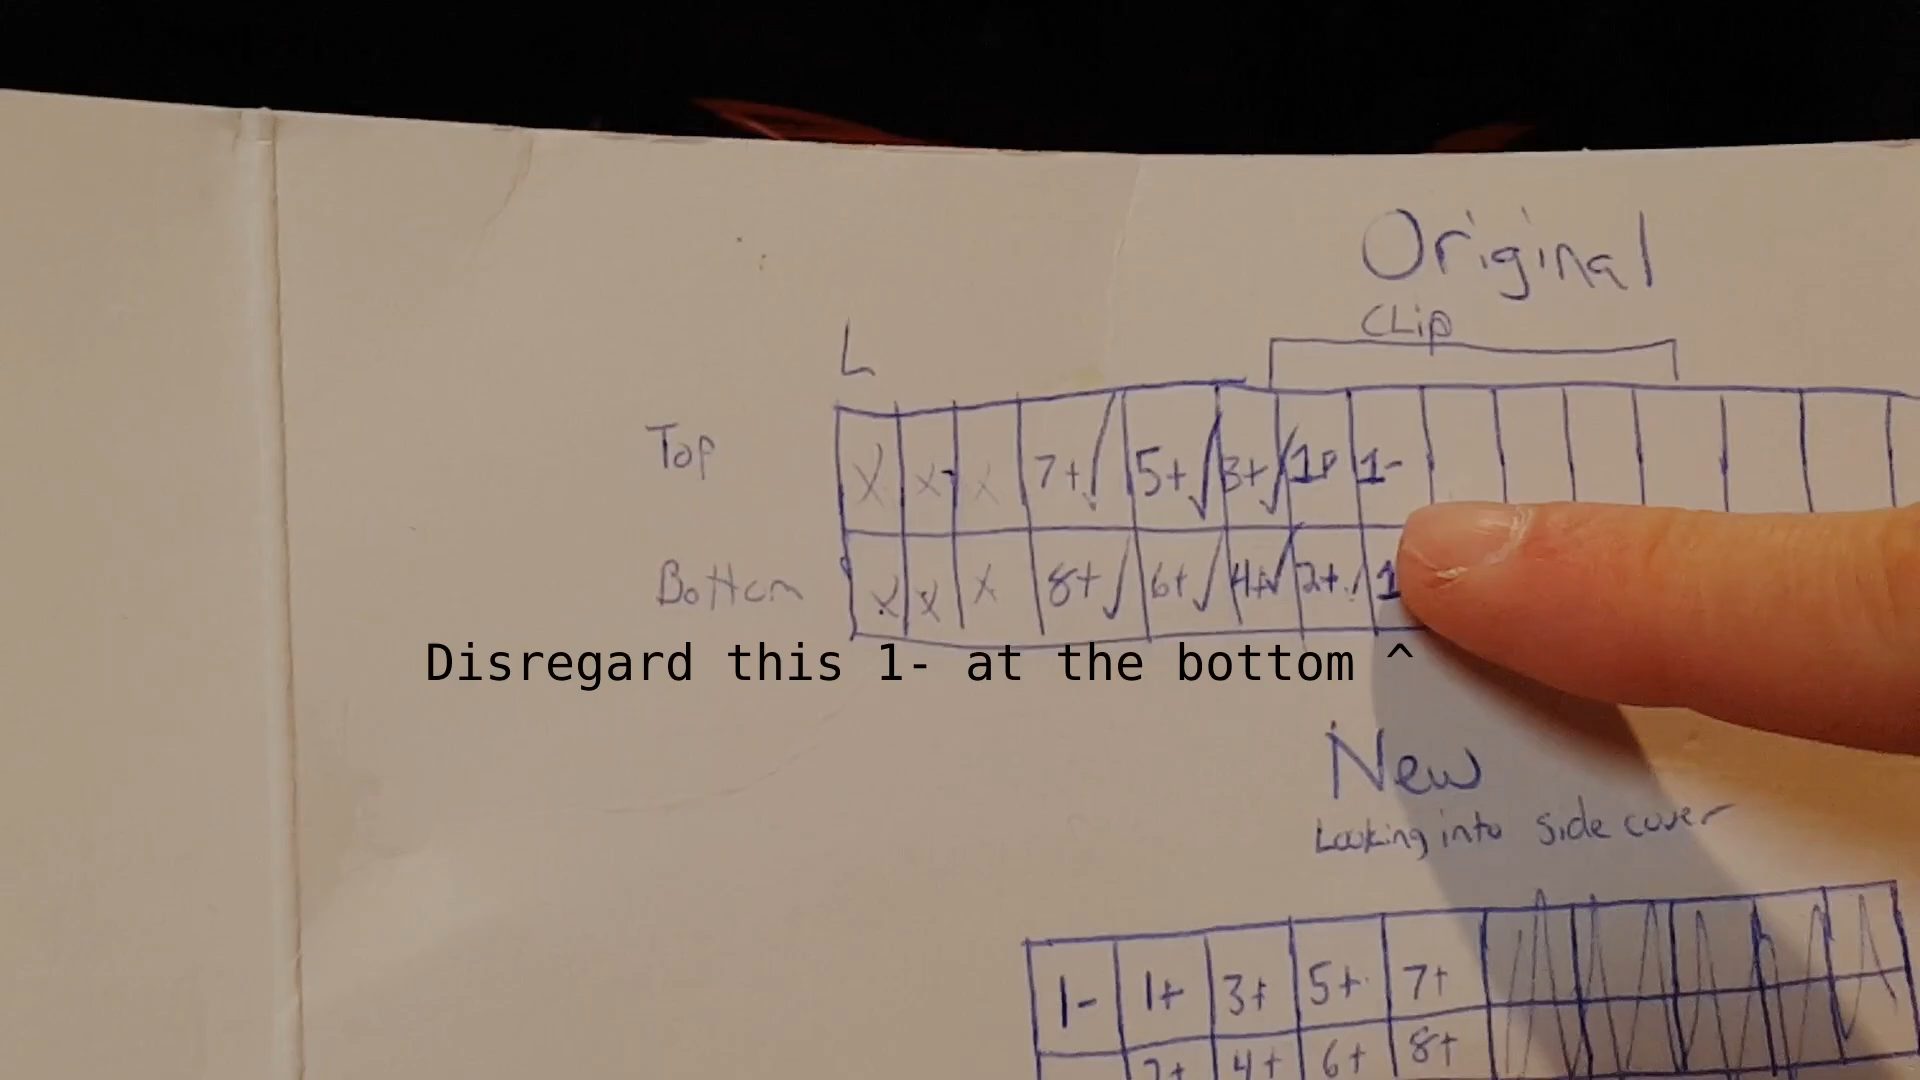 Original
CLip
L
Top X X X 7+√ 5+√ 3+√ 1- 
Bottom X X X 8+√ 6+√ 4+√ 2+ 1
Disregard this 1- at the bottom ^
New
Looking into side cover
1- 1+ 3+ 5+ 7+
2+ 4+ 6+ 8+